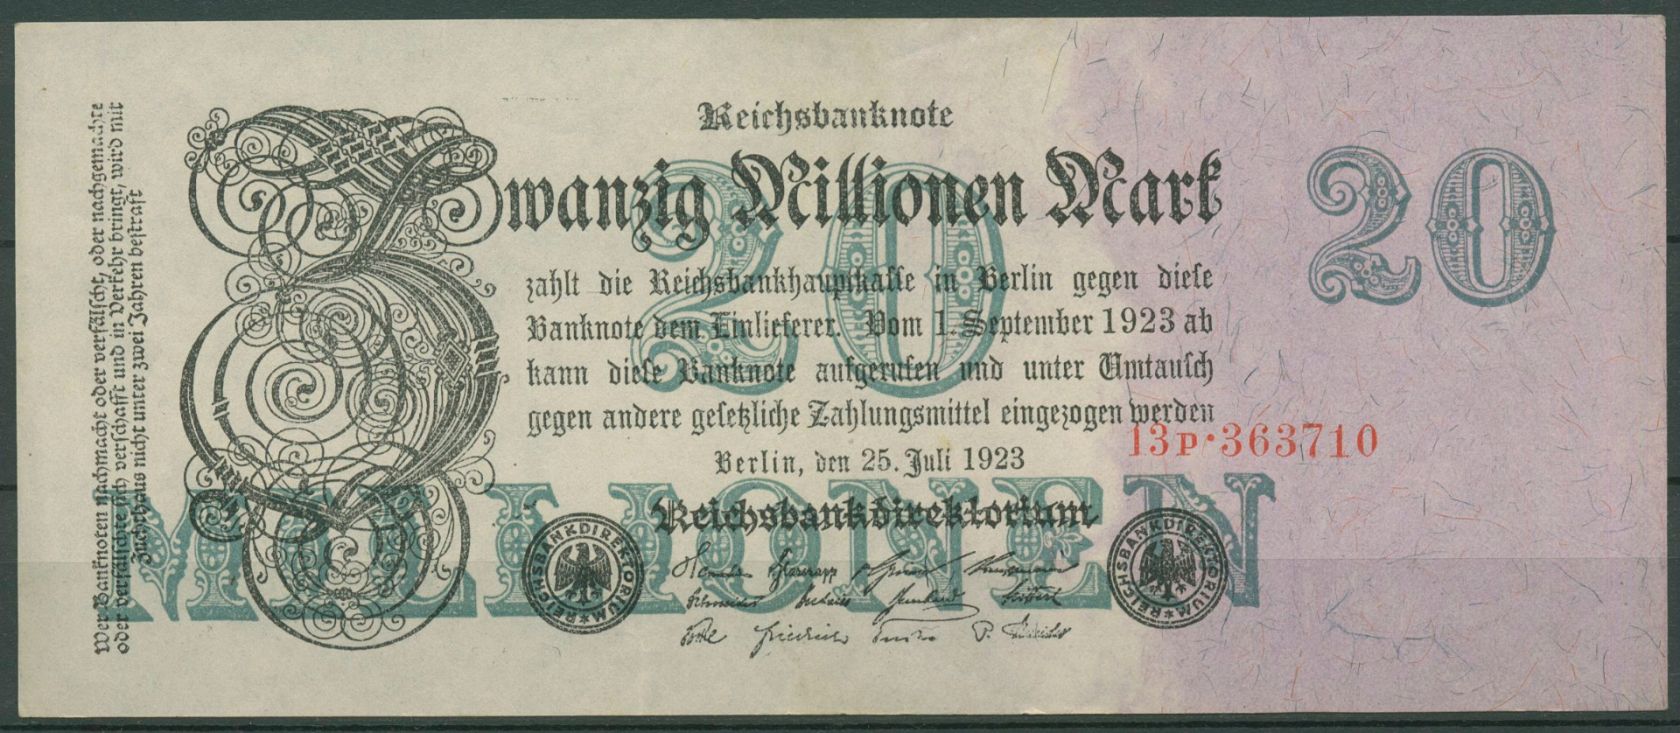 Wer Banknoten nachmacht oder verfälscht, oder nachgemachte
oder verfälschte sich verschafft und in Verkehr bringt, wird mit
Zuchthaus nicht unter zwei Jahren bestraft
Reichsbanknote
Zwanzig Millionen Mark
20
20
zahlt die Reichsbankhauptkasse in Berlin gegen diese
Banknote dem Einlieferer. Vom 1. September 1923 ab
kann diese Banknote aufgerufen und unter Umtausch
gegen andere gesetzliche Zahlungsmittel eingezogen werden
13P·363710
Berlin, den 25. Juli 1923
MILLIONEN
Reichsbankdirektorium
REICHSBANKDIREKTORIUM
REICHSBANKDIREKTORIUM